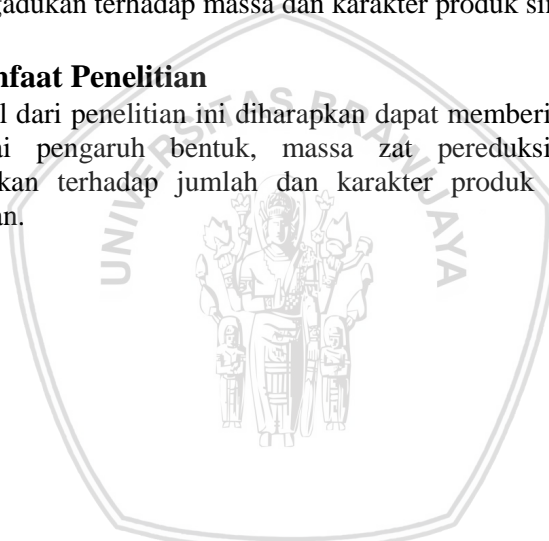 gadukan terhadap massa dan karakter produk
nfaat Penelitian
l dari penelitian ini diharapkan dapat memberi
ai pengaruh bentuk, massa zat pereduksi
kan terhadap jumlah dan karakter produk
an.
UNIVERSITAS BRAWIJAYA